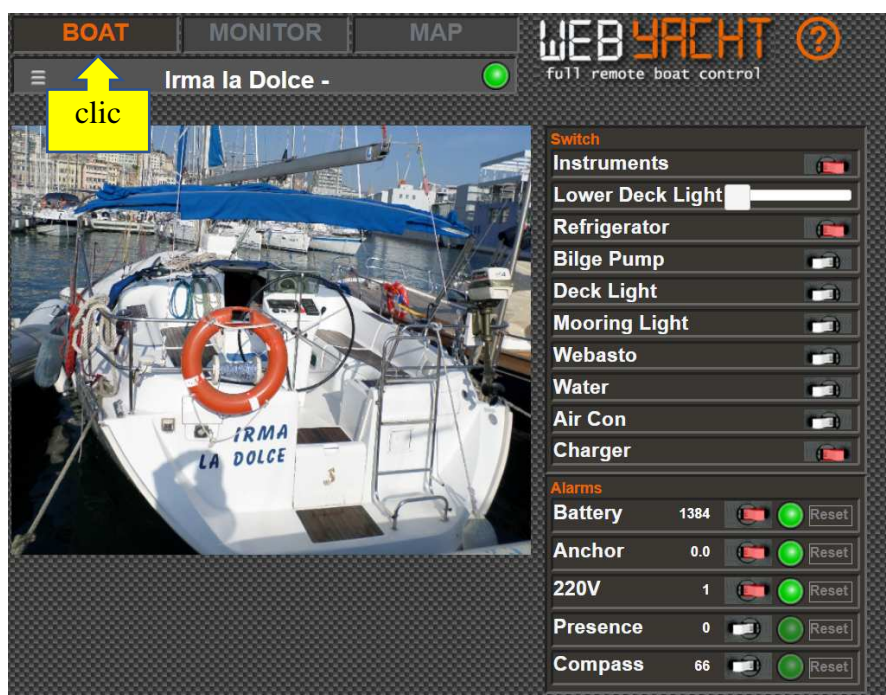 BOAT MONITOR MAP
WEBYACHT ?
full remote boat control
Irma la Dolce -
clic
Switch
Instruments
Lower Deck Light
Refrigerator
Bilge Pump
Deck Light
Mooring Light
Webasto
Water
Air Con
Charger
Alarms
Battery 1384 Reset
Anchor 0.0 Reset
220V 1 Reset
Presence 0 Reset
Compass 66 Reset
IRMA
LA DOLCE